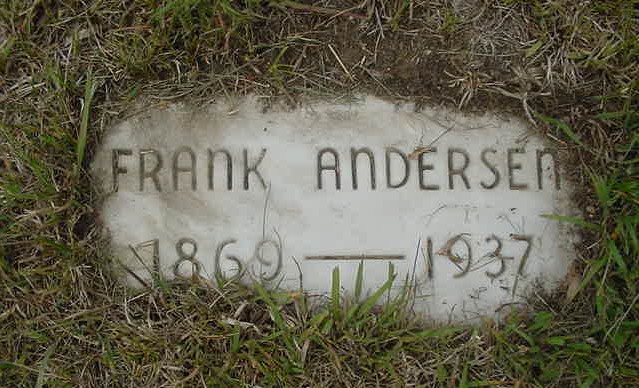 FRANK ANDERSEN
1869 — 1937